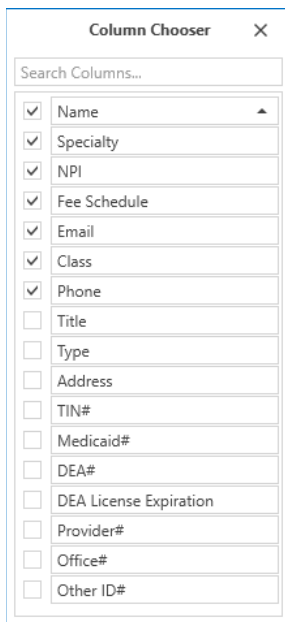 Column Chooser
Search Columns...
Name
Specialty
NPI
Fee Schedule
Email
Class
Phone
Title
Type
Address
TIN#
Medicaid#
DEA#
DEA License Expiration
Provider#
Office#
Other ID#